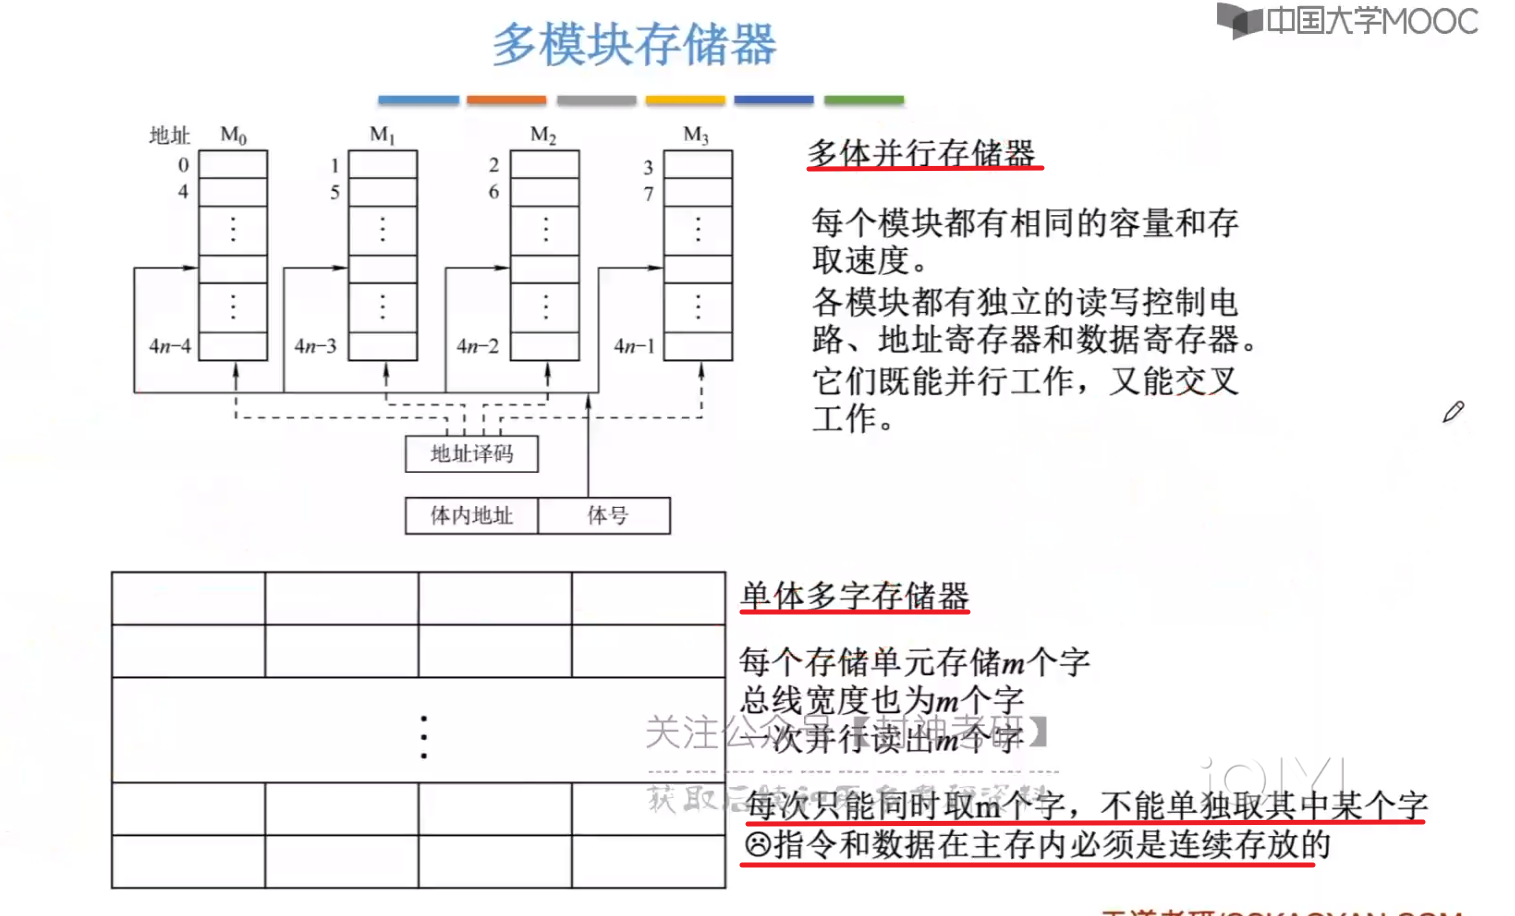 中国大学MOOC
多模块存储器
地址 M0 M1 M2 M3
0 1 2 3
4 5 6 7
4n-4 4n-3 4n-2 4n-1
地址译码
体内地址 体号
多体并行存储器
每个模块都有相同的容量和存
取速度。
各模块都有独立的读写控制电
路、地址寄存器和数据寄存器。
它们既能并行工作，又能交叉
工作。
单体多字存储器
每个存储单元存储m个字
总线宽度也为m个字
关注公众号【封神考研】
一次并行读出m个字
每次只能同时取m个字，不能单独取其中某个字
☹指令和数据在主存内必须是连续存放的